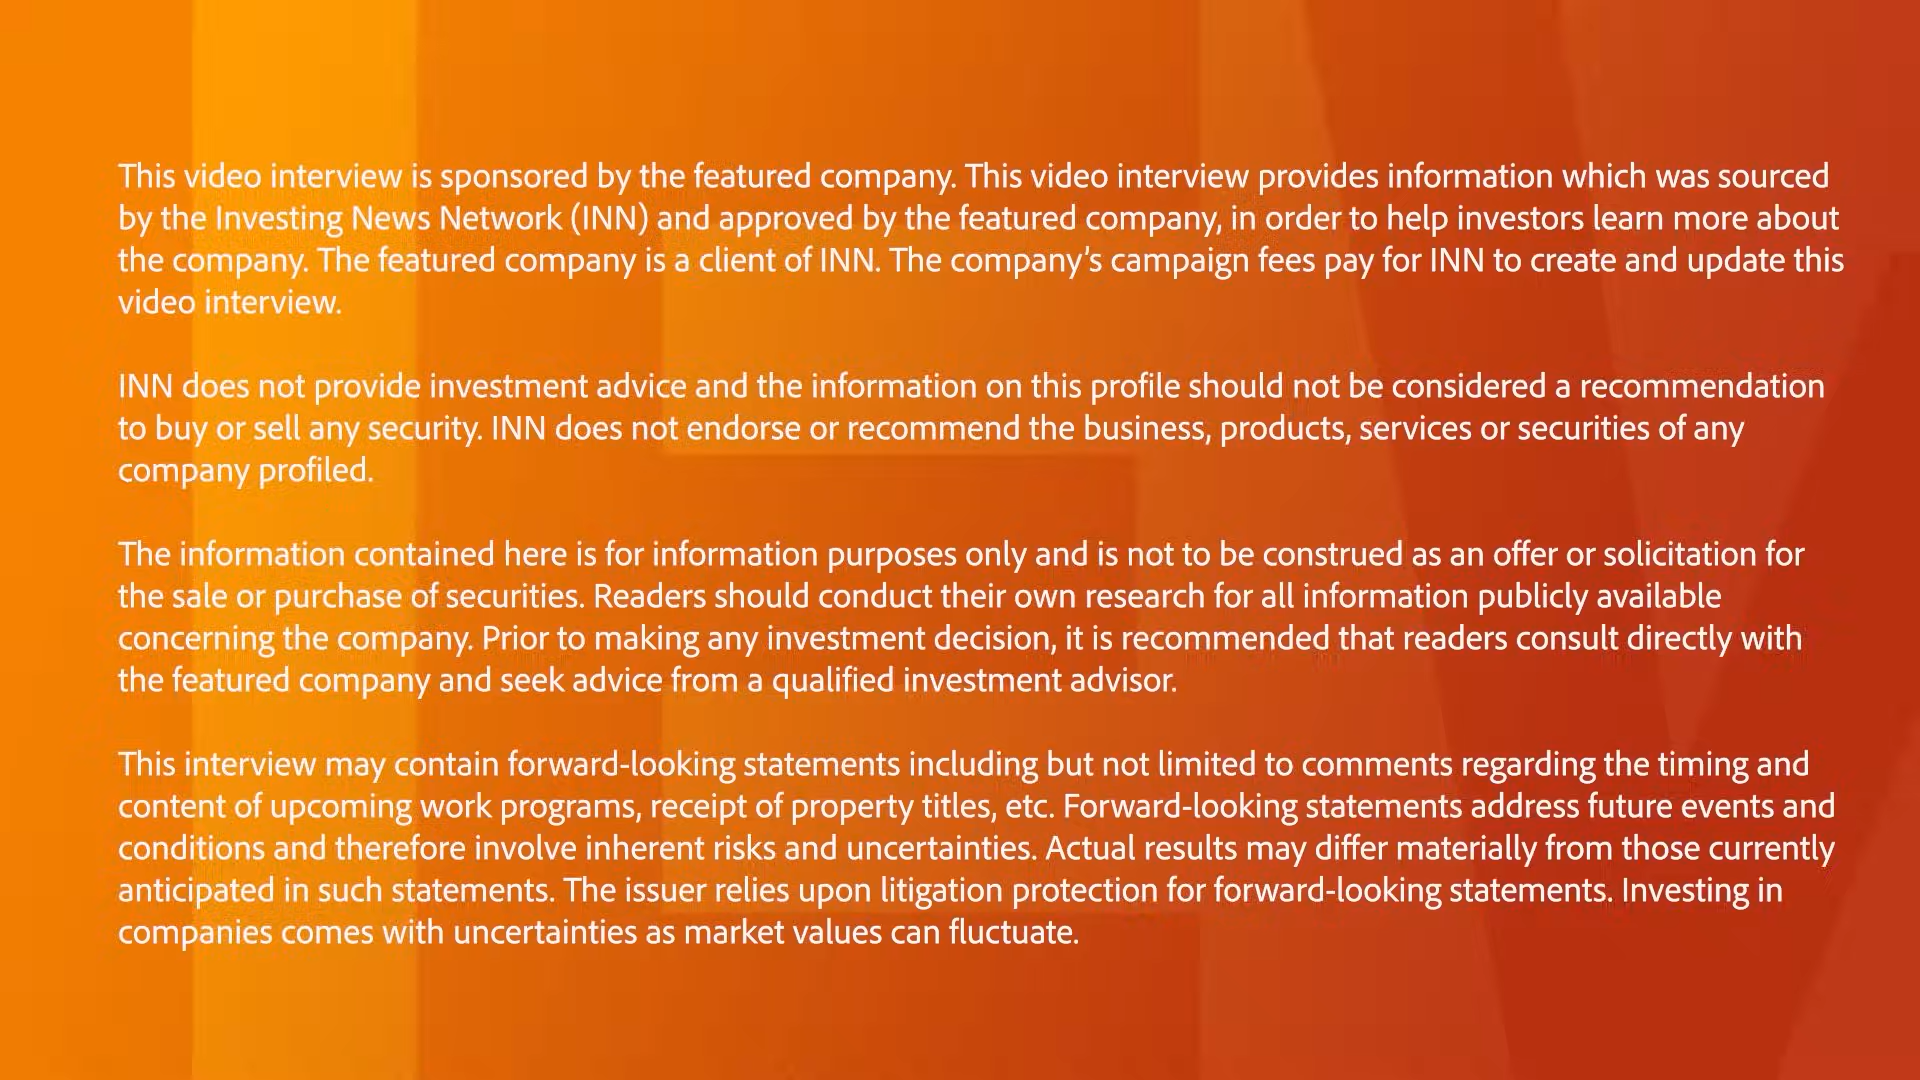 This video interview is sponsored by the featured company. This video interview provides information which was sourced
by the Investing News Network (INN) and approved by the featured company, in order to help investors learn more about
the company. The featured company is a client of INN. The company’s campaign fees pay for INN to create and update this
video interview.
INN does not provide investment advice and the information on this profile should not be considered a recommendation
to buy or sell any security. INN does not endorse or recommend the business, products, services or securities of any
company profiled.
The information contained here is for information purposes only and is not to be construed as an offer or solicitation for
the sale or purchase of securities. Readers should conduct their own research for all information publicly available
concerning the company. Prior to making any investment decision, it is recommended that readers consult directly with
the featured company and seek advice from a qualified investment advisor.
This interview may contain forward-looking statements including but not limited to comments regarding the timing and
content of upcoming work programs, receipt of property titles, etc. Forward-looking statements address future events and
conditions and therefore involve inherent risks and uncertainties. Actual results may differ materially from those currently
anticipated in such statements. The issuer relies upon litigation protection for forward-looking statements. Investing in
companies comes with uncertainties as market values can fluctuate.